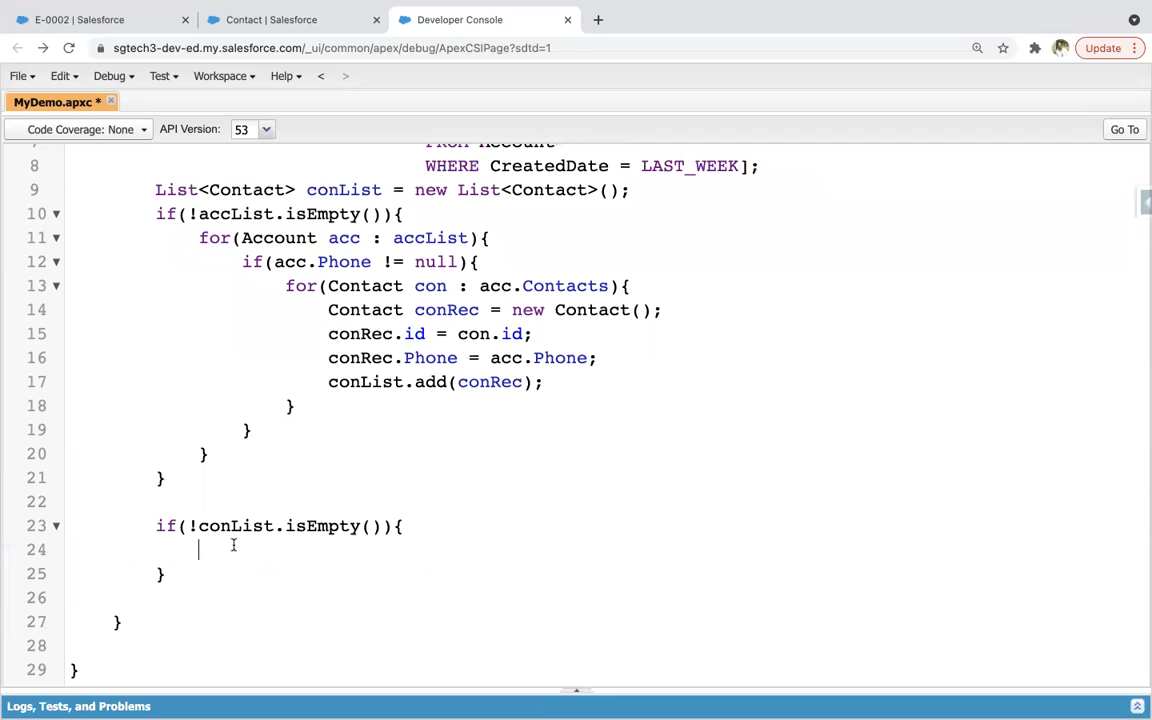 E-0002 | Salesforce
Contact | Salesforce
Developer Console
sgtech3-dev-ed.my.salesforce.com/_ui/common/apex/debug/ApexCSIPage?sdtd=1
Update
File Edit Debug Test Workspace Help < >
MyDemo.apxc *
Code Coverage: None API Version: 53 Go To
7 FROM Account
8 WHERE CreatedDate = LAST_WEEK];
9 List<Contact> conList = new List<Contact>();
10 if(!accList.isEmpty()){
11 for(Account acc : accList){
12 if(acc.Phone != null){
13 for(Contact con : acc.Contacts){
14 Contact conRec = new Contact();
15 conRec.id = con.id;
16 conRec.Phone = acc.Phone;
17 conList.add(conRec);
18 }
19 }
20 }
21 }
22
23 if(!conList.isEmpty()){
24
25 }
26
27 }
28
29 }
Logs, Tests, and Problems